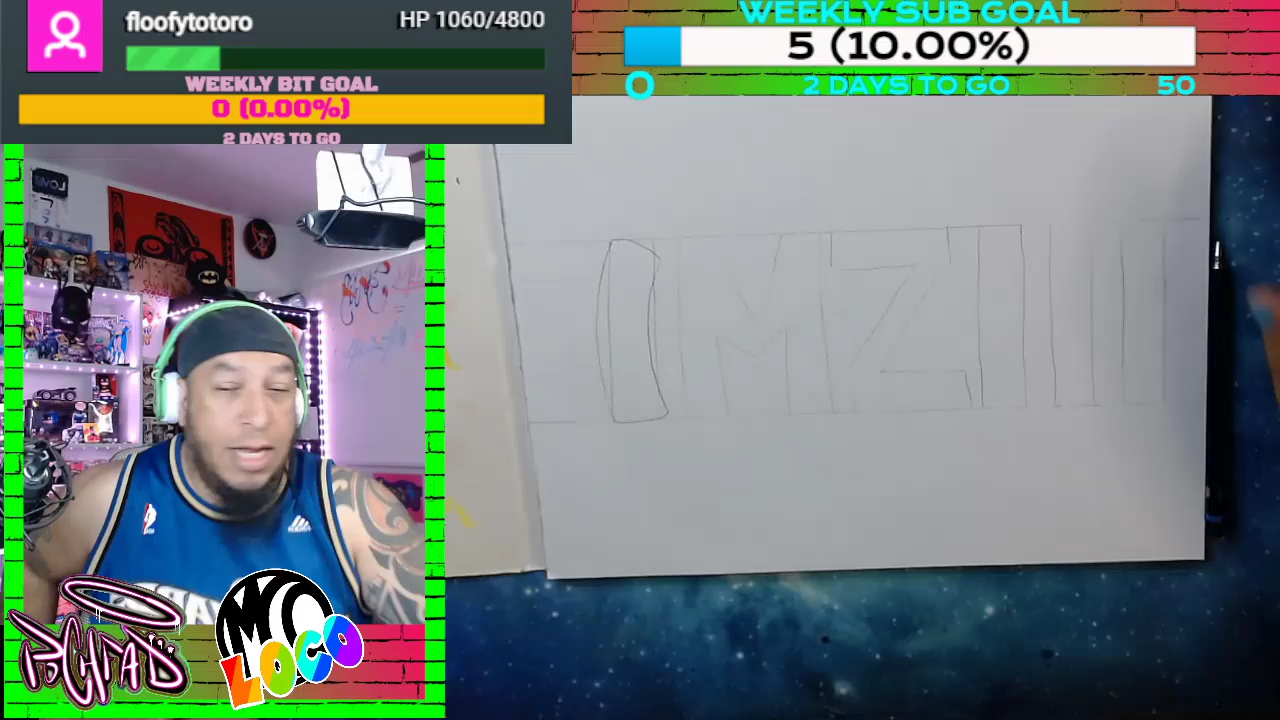 floofytotoro
HP 1060/4800
WEEKLY BIT GOAL
0 (0.00%)
2 DAYS TO GO
WEEKLY SUB GOAL
5 (10.00%)
0
2 DAYS TO GO
50
MC
LOCO